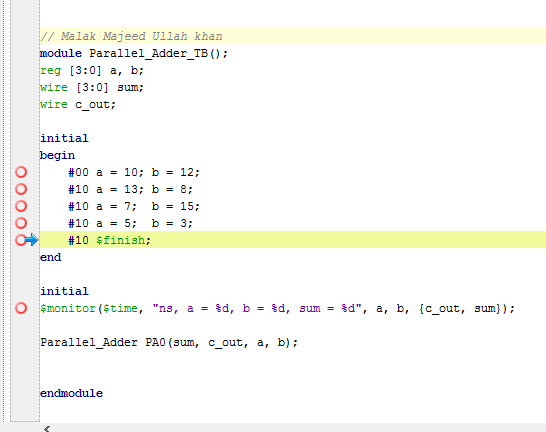 // Malak Majeed Ullah khan
module Parallel_Adder_TB();
reg [3:0] a, b;
wire [3:0] sum;
wire c_out;
initial
begin
#00 a = 10; b = 12;
#10 a = 13; b = 8;
#10 a = 7;  b = 15;
#10 a = 5;  b = 3;
#10 $finish;
end
initial
$monitor($time, "ns, a = %d, b = %d, sum = %d", a, b, {c_out, sum});
Parallel_Adder PA0(sum, c_out, a, b);
endmodule